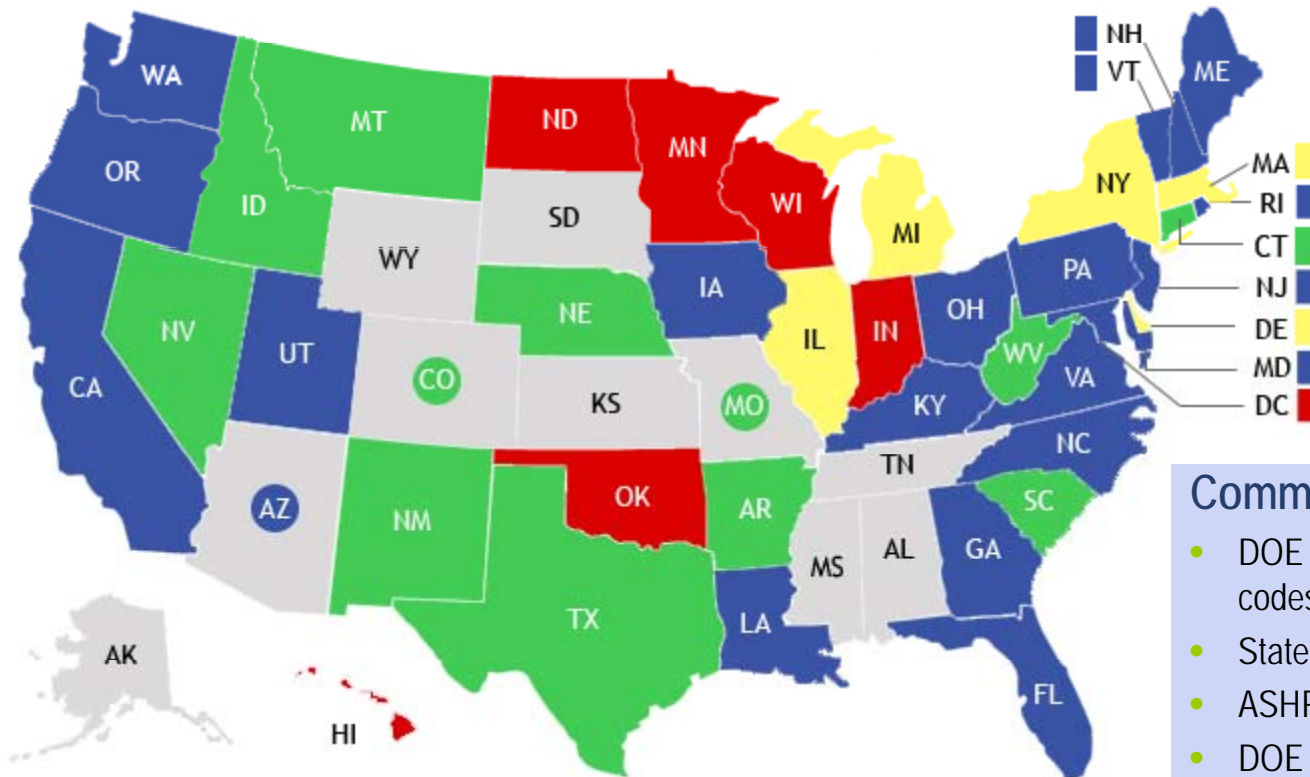 NH
VT
ME
WA
MT
ND
MN
OR
ID
SD
WI
NY
MA
RI
CT
WY
MI
IA
PA
NJ
NE
OH
DE
NV
UT
IL
IN
WV
MD
CA
CO
KS
MO
KY
VA
DC
NC
TN
AZ
NM
OK
AR
SC
MS
AL
GA
TX
LA
AK
FL
HI
Comm
• DOE
codes
• State
• ASHR
• DOE